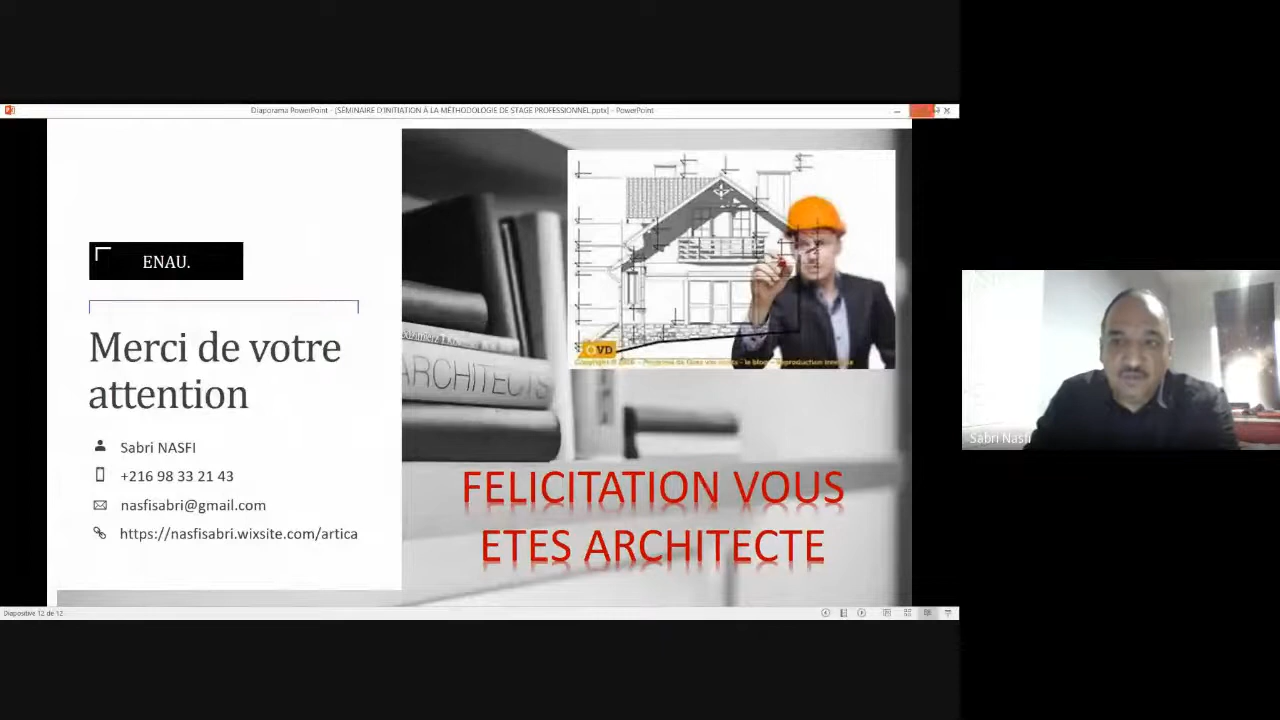 Diaporama PowerPoint - [SÉMINAIRE D'INITIATION À LA MÉTHODOLOGIE DE STAGE PROFESSIONNEL.pptx] - PowerPoint
ENAU.
Merci de votre
attention
Sabri NASFI
+216 98 33 21 43
nasfisabri@gmail.com
https://nasfisabri.wixsite.com/artica
ARCHITECTS
VD
FELICITATION VOUS
ETES ARCHITECTE
Sabri Nasfi
Diapositive 12 de 12